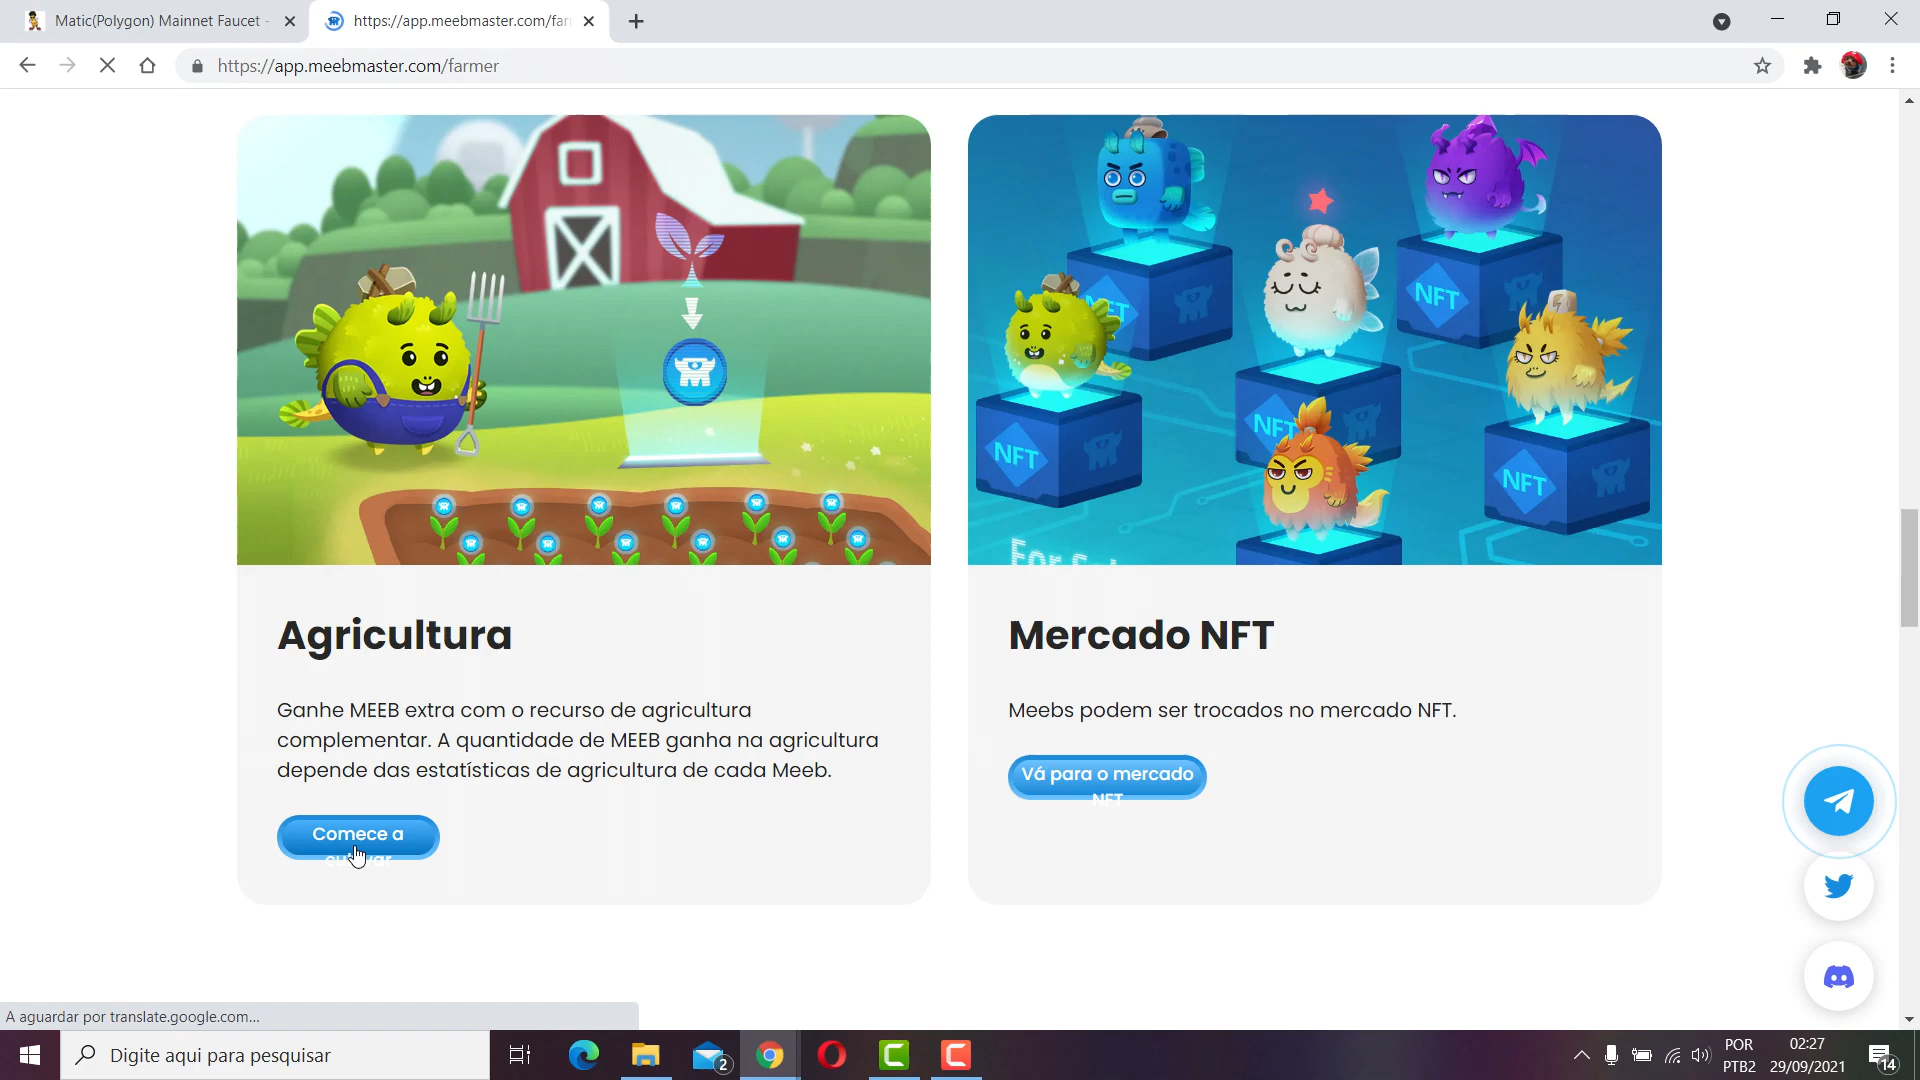 Matic(Polygon) Mainnet Faucet -
https://app.meebmaster.com/far
https://app.meebmaster.com/farmer
NFT
NFT
NFT
NFT
Agricultura
Ganhe MEEB extra com o recurso de agricultura
complementar. A quantidade de MEEB ganha na agricultura
depende das estatísticas de agricultura de cada Meeb.
Comece a
Mercado NFT
Meebs podem ser trocados no mercado NFT.
Vá para o mercado
NFT
A aguardar por translate.google.com...
Digite aqui para pesquisar
2
POR
PTB2
02:27
29/09/2021
14